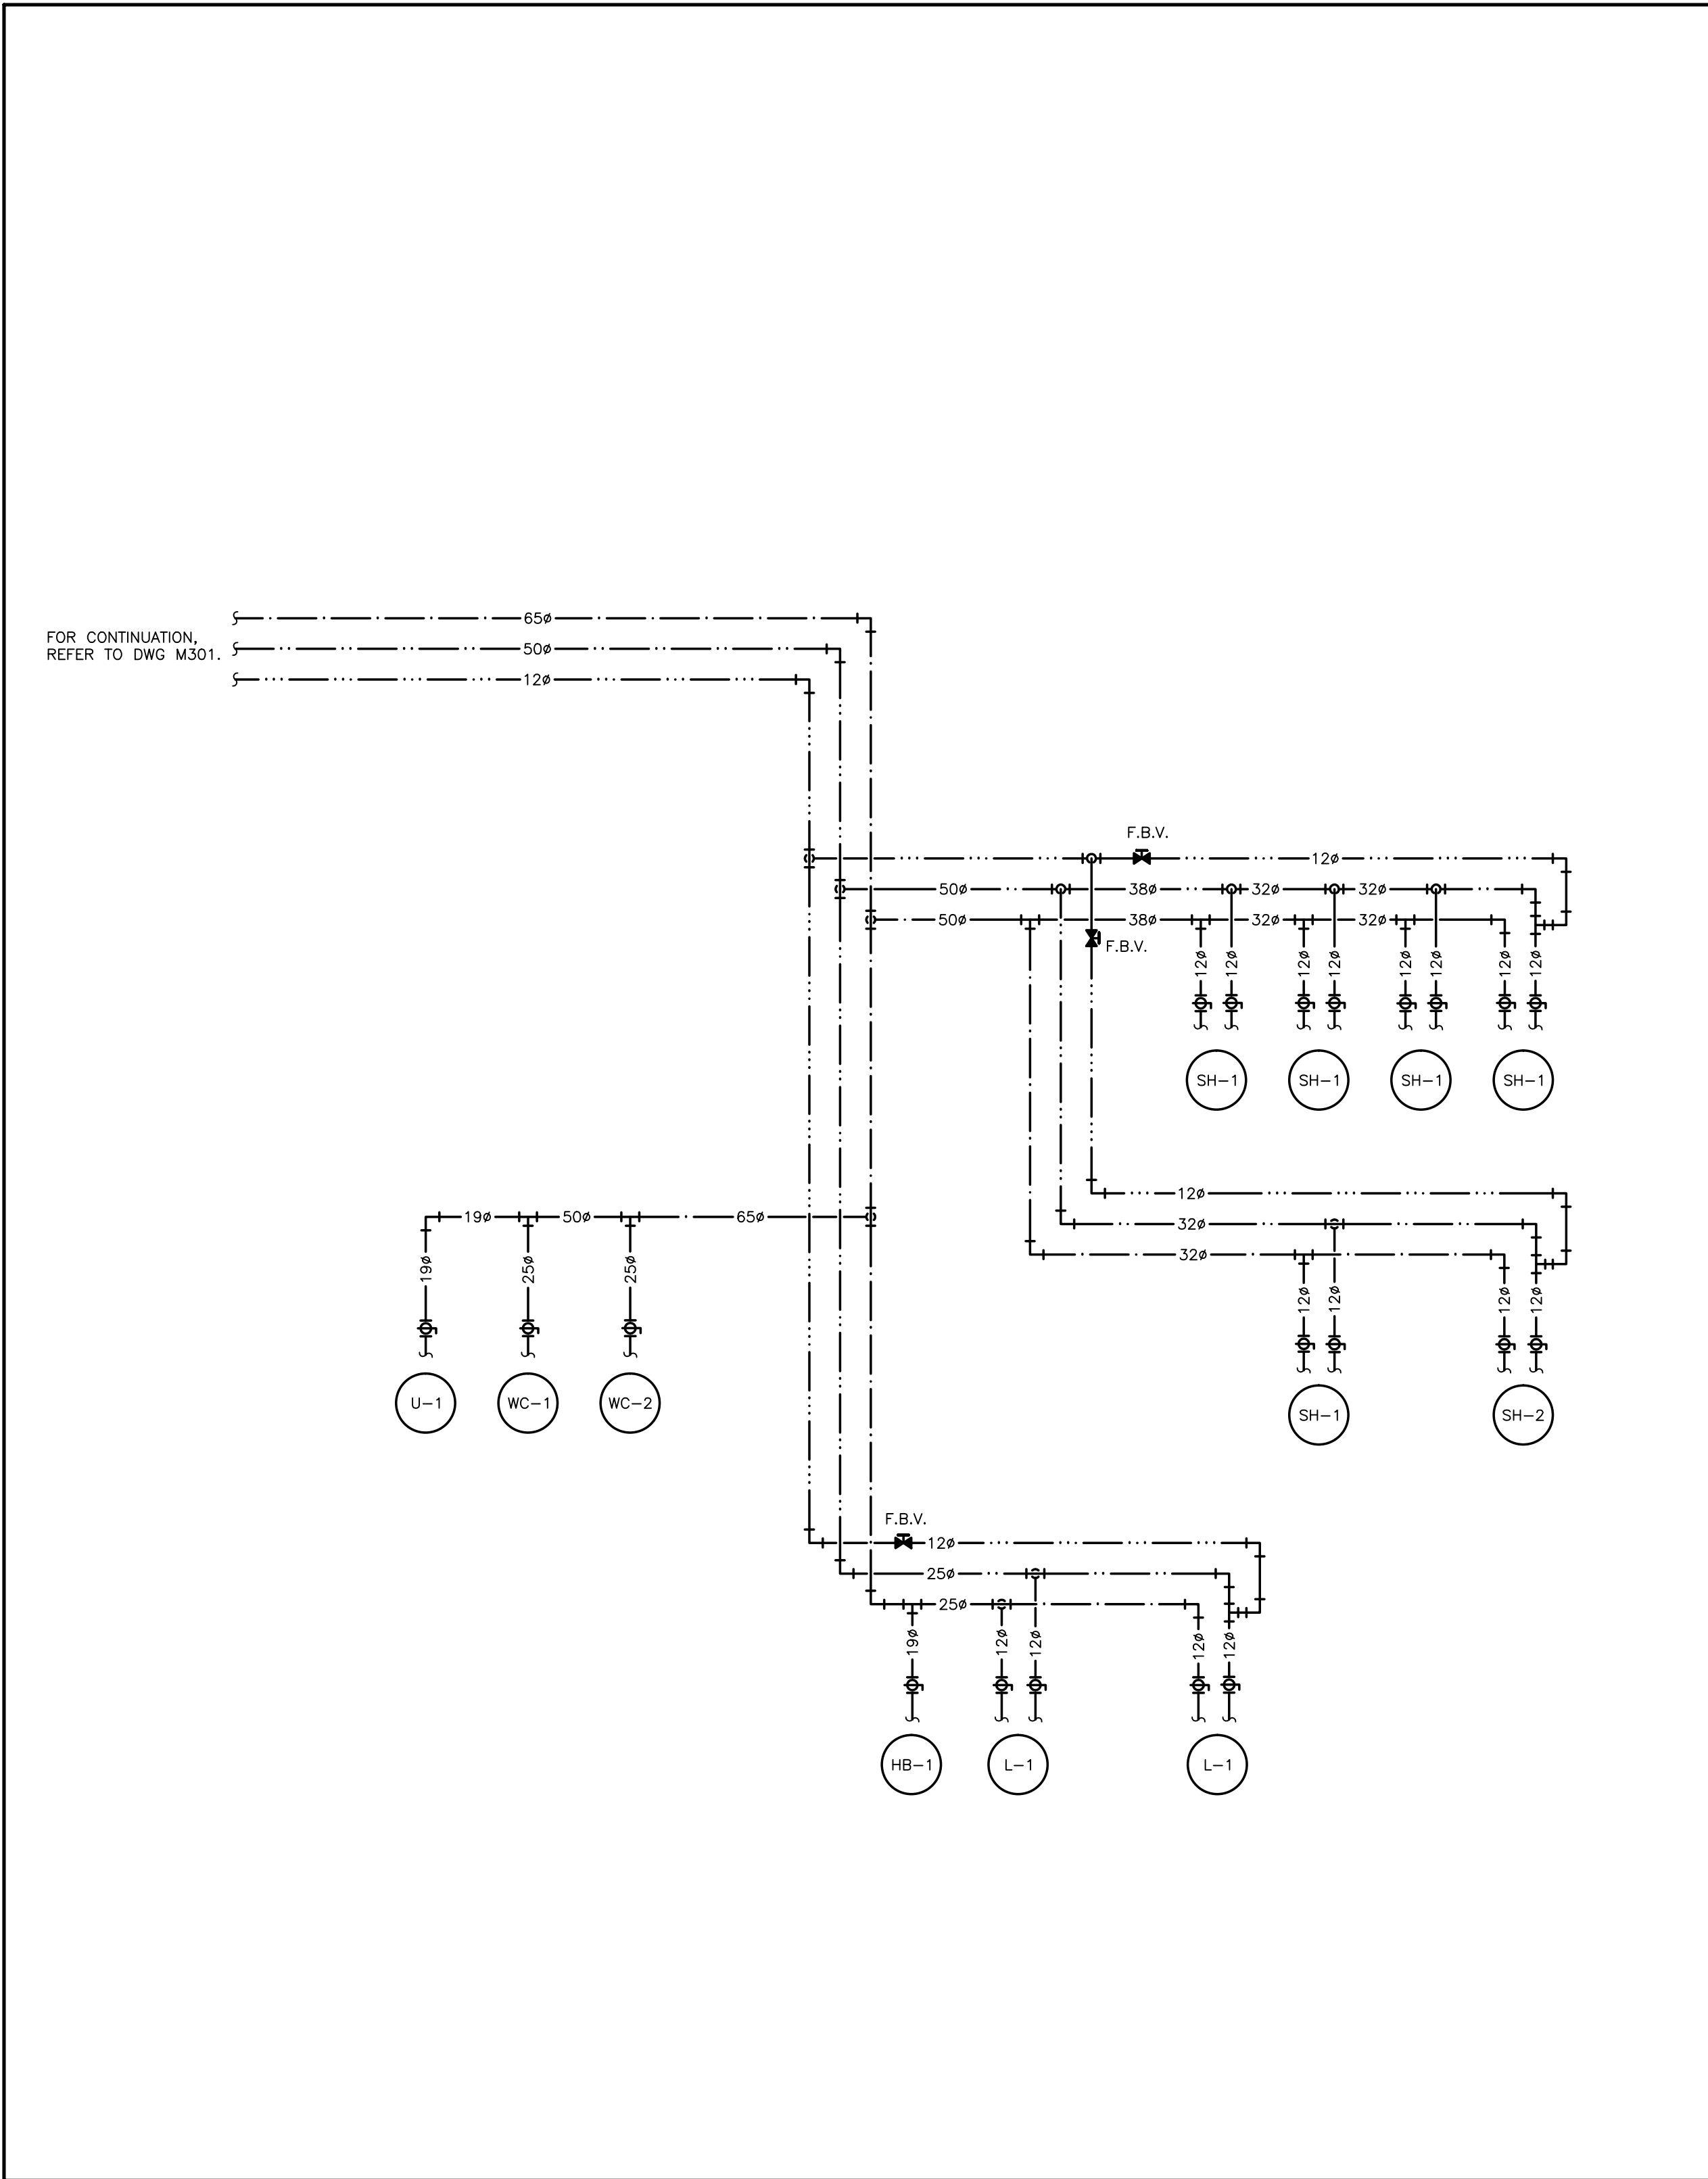 65ø
FOR CONTINUATION,
REFER TO DWG M301.
50ø
12ø
F.B.V.
12ø
50ø 38ø 32ø 32ø
50ø 38ø 32ø 32ø
F.B.V.
12ø 12ø 12ø 12ø 12ø 12ø 12ø 12ø
SH-1 SH-1 SH-1 SH-1
12ø
19ø 50ø 65ø
32ø
32ø
19ø 25ø 25ø
12ø 12ø 12ø 12ø
U-1 WC-1 WC-2
SH-1 SH-2
F.B.V.
12ø
25ø
25ø
19ø 12ø 12ø 12ø 12ø
HB-1 L-1 L-1